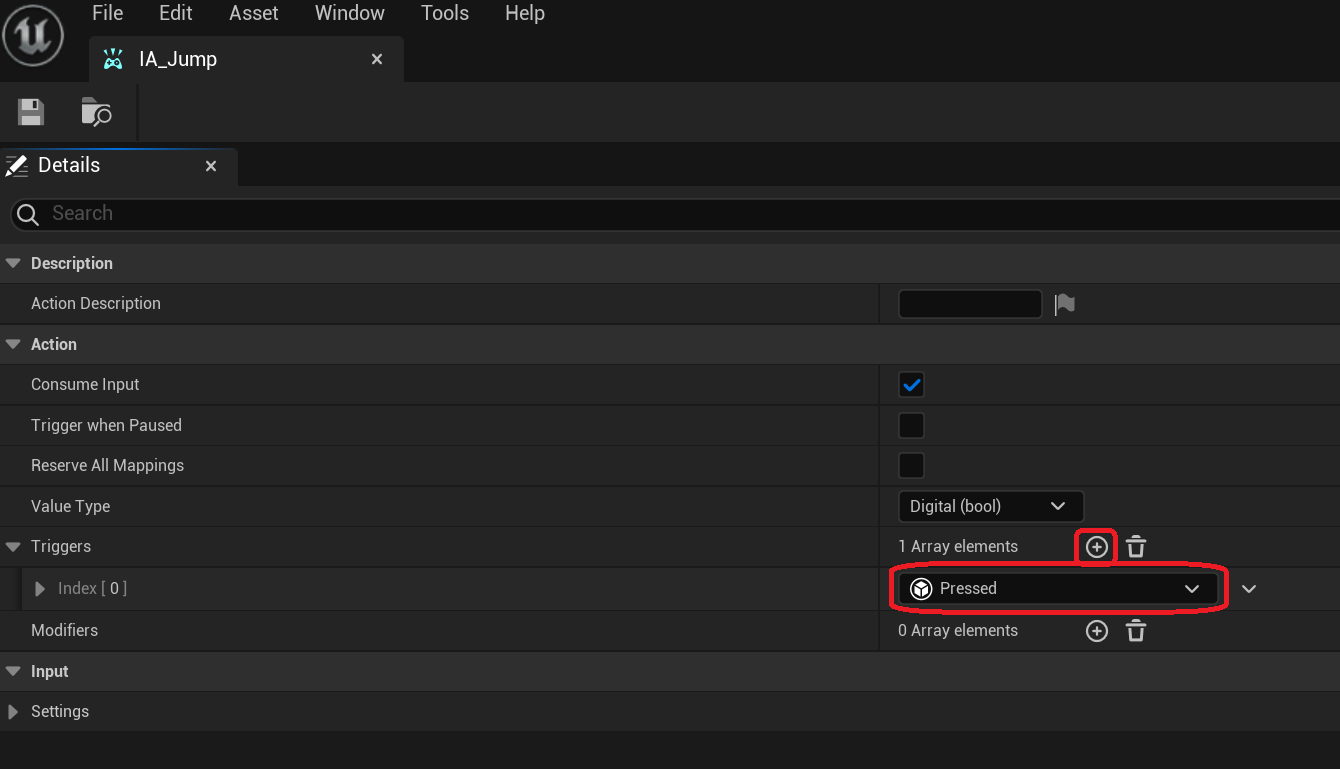 File Edit Asset Window Tools Help
IA_Jump
Details
Search
Description
Action Description
Action
Consume Input
Trigger when Paused
Reserve All Mappings
Value Type Digital (bool)
Triggers 1 Array elements
Index [ 0 ] Pressed
Modifiers 0 Array elements
Input
Settings